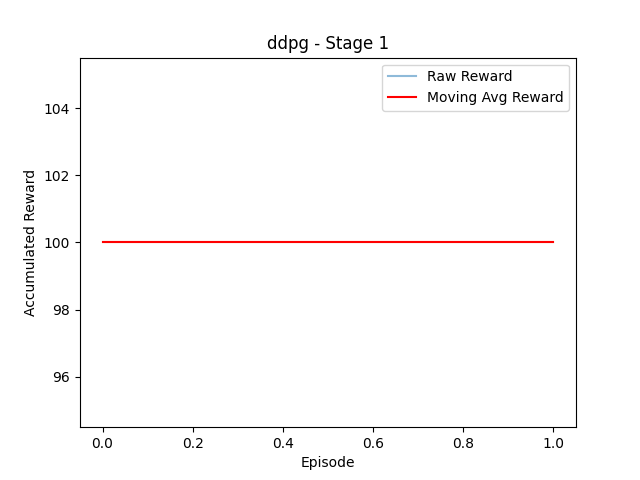 ddpg - Stage 1
Raw Reward
Moving Avg Reward
Accumulated Reward
104
102
100
98
96
0.0 0.2 0.4 0.6 0.8 1.0
Episode